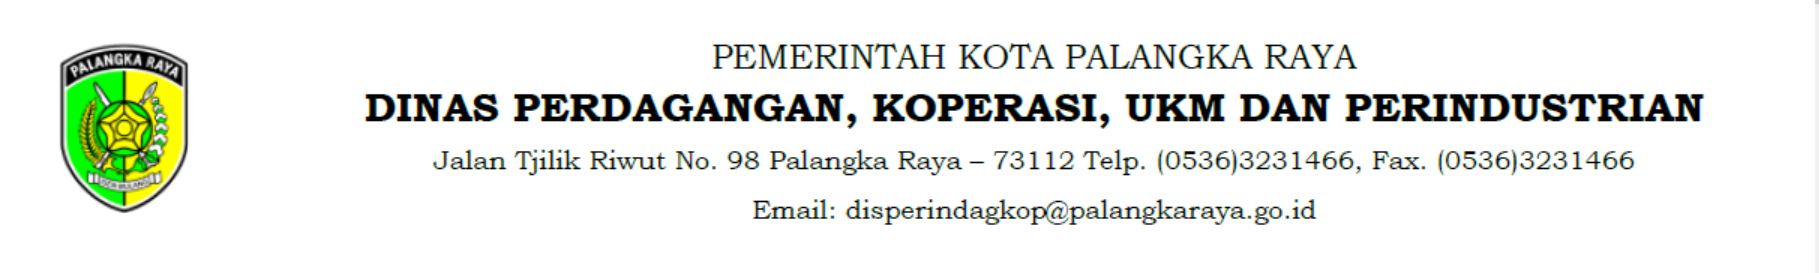 PALANGKA RAYA
PEMERINTAH KOTA PALANGKA RAYA
DINAS PERDAGANGAN, KOPERASI, UKM DAN PERINDUSTRIAN
Jalan Tjilik Riwut No. 98 Palangka Raya – 73112 Telp. (0536)3231466, Fax. (0536)3231466
Email: disperindagkop@palangkaraya.go.id